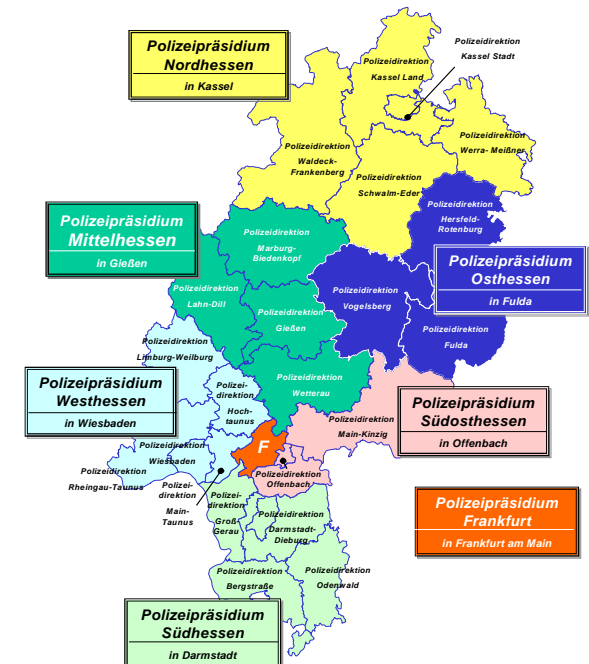 Polizeipräsidium
Nordhessen
in Kassel
Polizeidirektion
Kassel Stadt
Polizeidirektion
Kassel Land
Polizeidirektion
Werra- Meißner
Polizeidirektion
Waldeck-
Frankenberg
Polizeidirektion
Schwalm-Eder
Polizeidirektion
Hersfeld-
Rotenburg
Polizeipräsidium
Mittelhessen
in Gießen
Polizeidirektion
Marburg-
Biedenkopf
Polizeipräsidium
Osthessen
in Fulda
Polizeidirektion
Lahn-Dill
Polizeidirektion
Gießen
Polizeidirektion
Vogelsberg
Polizeidirektion
Fulda
Polizeidirektion
Limburg-Weilburg
Polizeipräsidium
Westhessen
in Wiesbaden
Polizei-
direktion
Hoch-
taunus
Polizeidirektion
Wetterau
Polizeipräsidium
Südosthessen
in Offenbach
Polizeidirektion
Main-Kinzig
F
Polizeidirektion
Wiesbaden
Polizeidirektion
Rheingau-Taunus
Polizei-
direktion
Main-
Taunus
Polizeidirektion
Offenbach
Polizei-
direktion
Groß-
Gerau
Polizeidirektion
Darmstadt-
Dieburg
Polizeipräsidium
Frankfurt
in Frankfurt am Main
Polizeidirektion
Bergstraße
Polizeidirektion
Odenwald
Polizeipräsidium
Südhessen
in Darmstadt